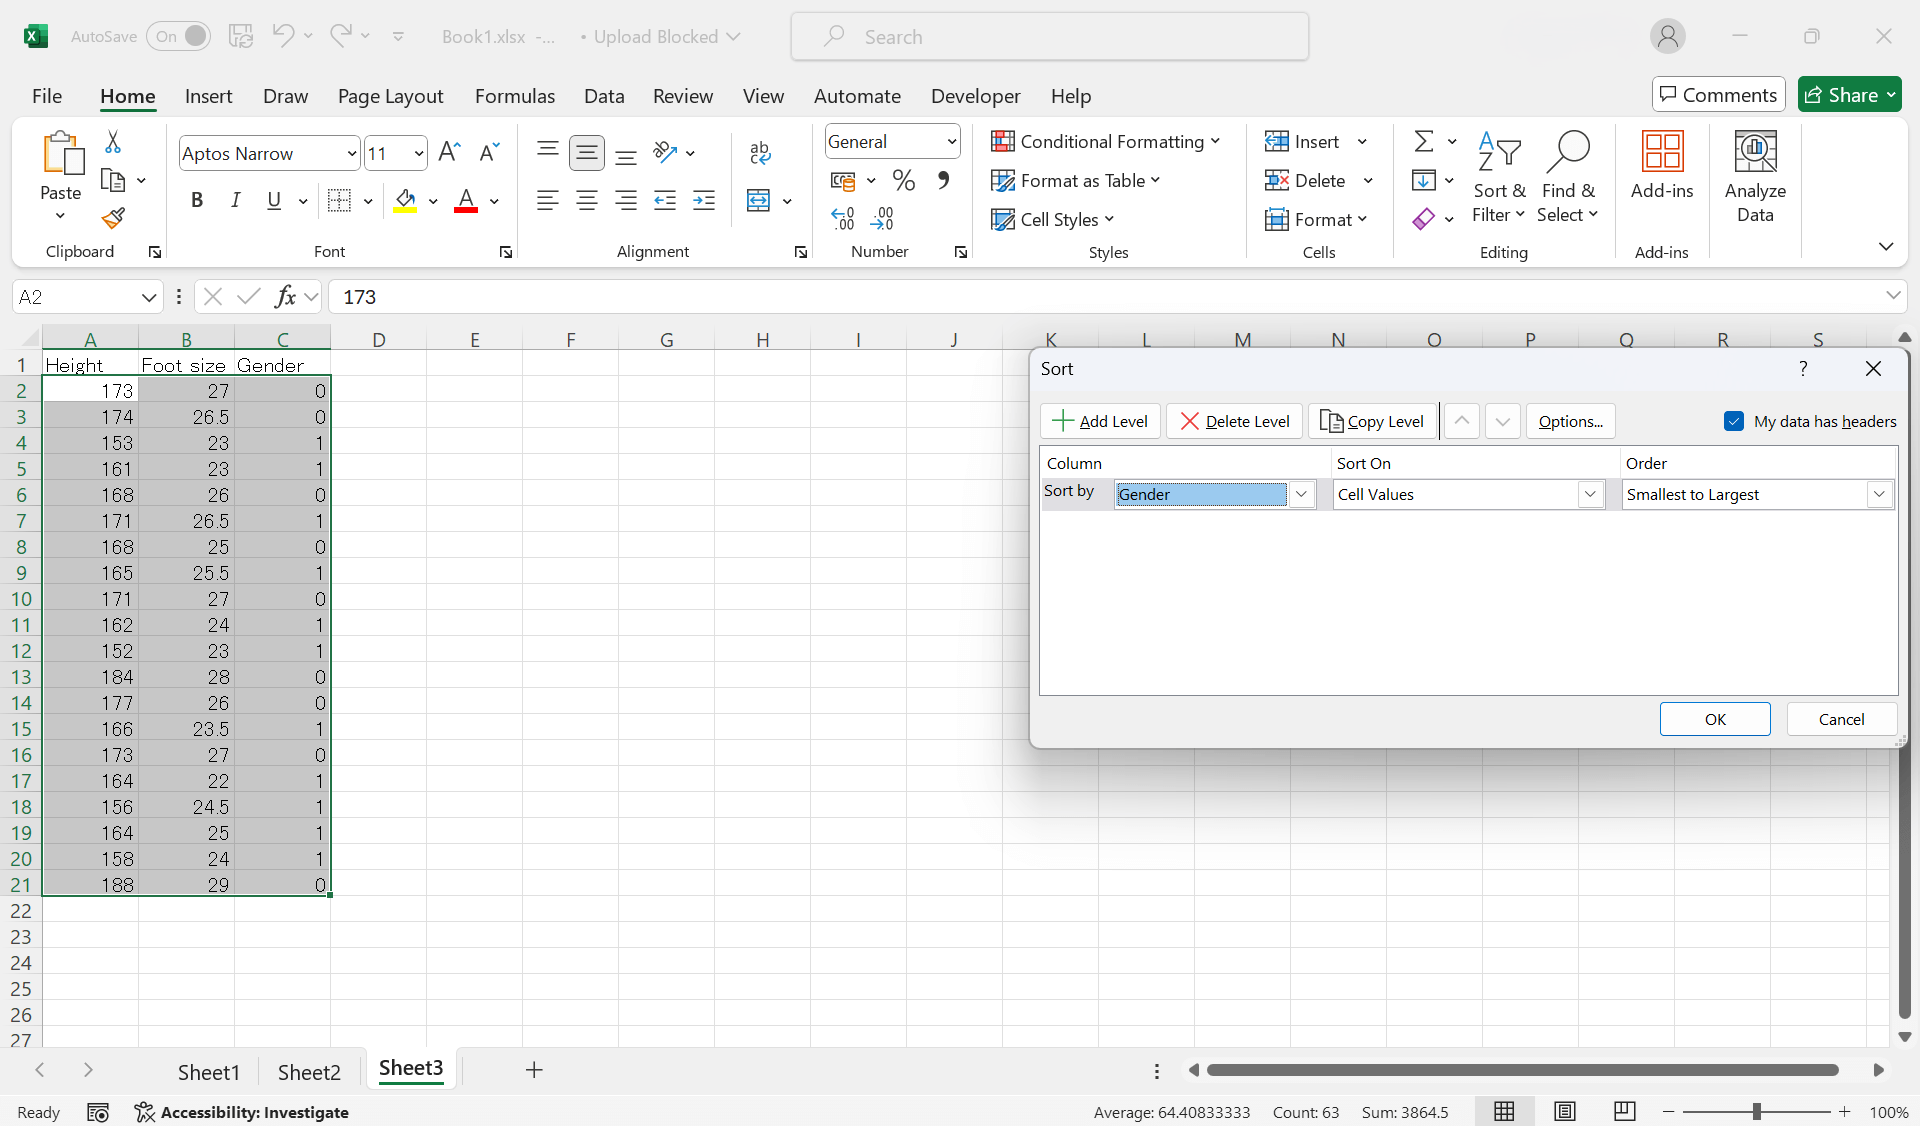 AutoSave On Book1.xlsx -... • Upload Blocked Search
File Home Insert Draw Page Layout Formulas Data Review View Automate Developer Help Comments Share
Paste
Clipboard
Aptos Narrow 11
B I U
Font
ab
Alignment
General
Number
Conditional Formatting
Format as Table
Cell Styles
Styles
Insert
Delete
Format
Cells
Sort &
Filter
Find &
Select
Editing
Add-ins
Add-ins
Analyze
Data
A2 fx 173
A B C D E F G H I J K L M N O P Q R S
1 Height Foot size Gender
2 173 27 0
3 174 26.5 0
4 153 23 1
5 161 23 1
6 168 26 0
7 171 26.5 1
8 168 25 0
9 165 25.5 1
10 171 27 0
11 162 24 1
12 152 23 1
13 184 28 0
14 177 26 0
15 166 23.5 1
16 173 27 0
17 164 22 1
18 156 24.5 1
19 164 25 1
20 158 24 1
21 188 29 0
22
23
24
25
26
27
Sort ?
Add Level Delete Level Copy Level Options... My data has headers
Column Sort On Order
Sort by Gender Cell Values Smallest to Largest
OK Cancel
Sheet1 Sheet2 Sheet3
Ready Accessibility: Investigate Average: 64.40833333 Count: 63 Sum: 3864.5 100%